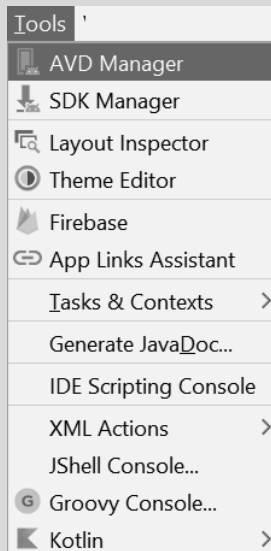 Tools
AVD Manager
SDK Manager
Layout Inspector
Theme Editor
Firebase
App Links Assistant
Tasks & Contexts
Generate JavaDoc...
IDE Scripting Console
XML Actions
JShell Console...
G Groovy Console...
Kotlin